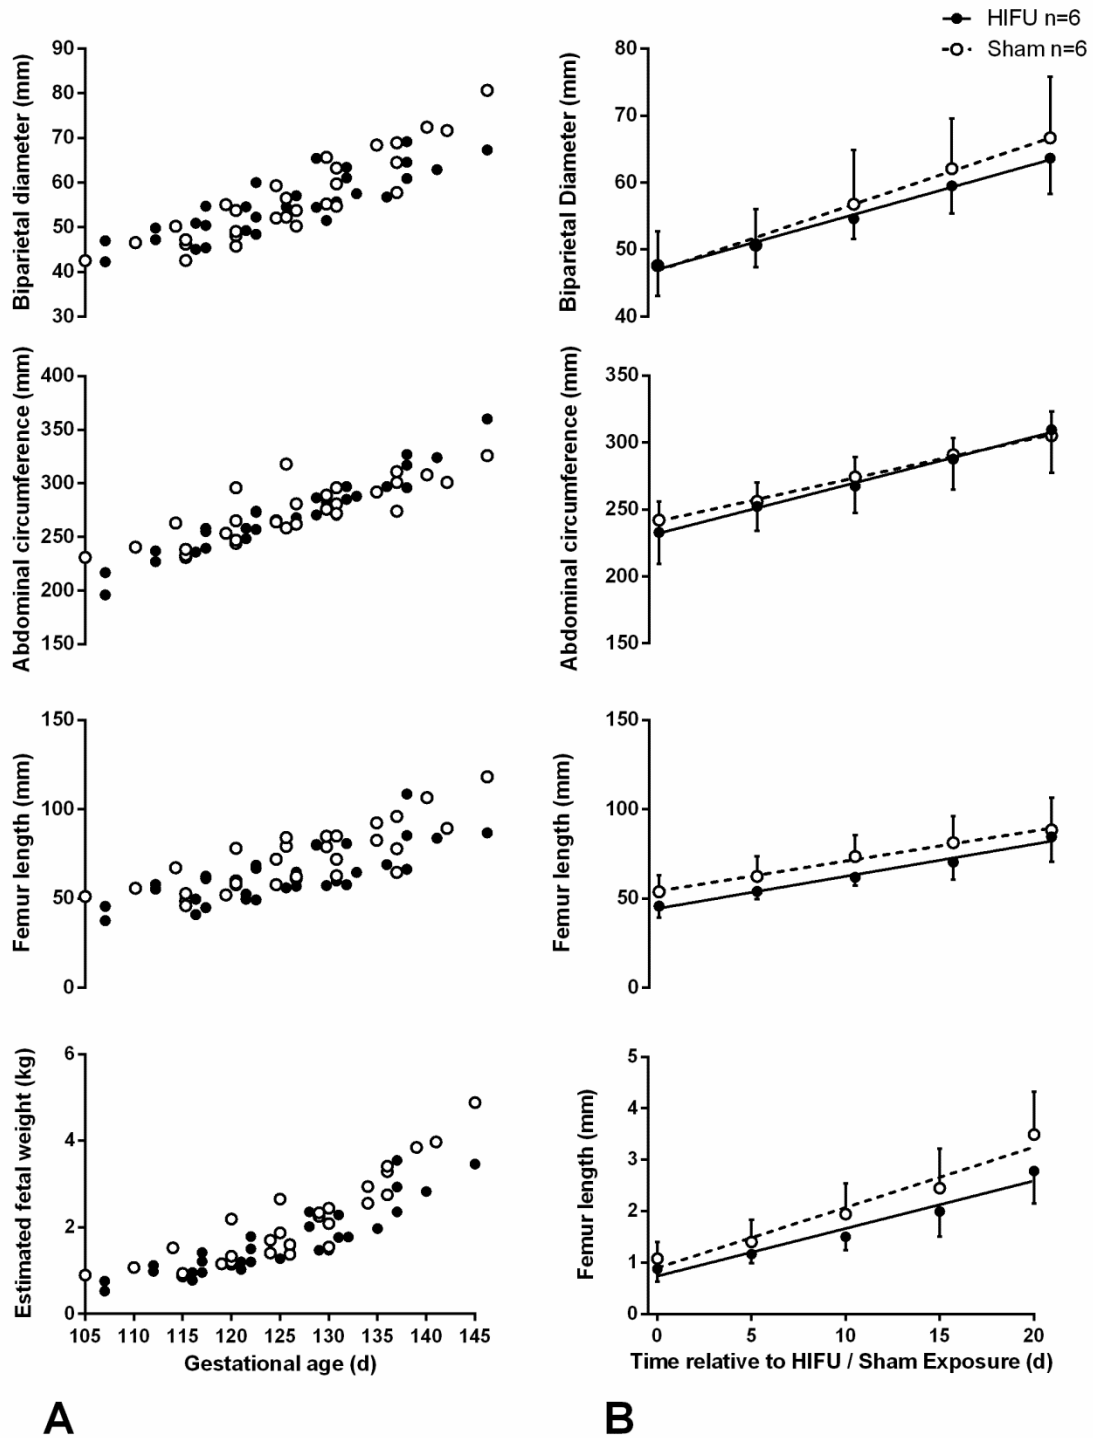 HIFU n=6
Sham n=6
Biparietal diameter (mm)
90
80
70
60
50
40
30
Biparietal Diameter (mm)
80
70
60
50
40
Abdominal circumference (mm)
400
350
300
250
200
150
Abdominal circumference (mm)
350
300
250
200
150
Femur length (mm)
150
100
50
0
Femur length (mm)
150
100
50
0
Estimated fetal weight (kg)
6
4
2
0
105 110 115 120 125 130 135 140 145
Gestational age (d)
Femur length (mm)
5
4
3
2
1
0
0 5 10 15 20
Time relative to HIFU / Sham Exposure (d)
A
B